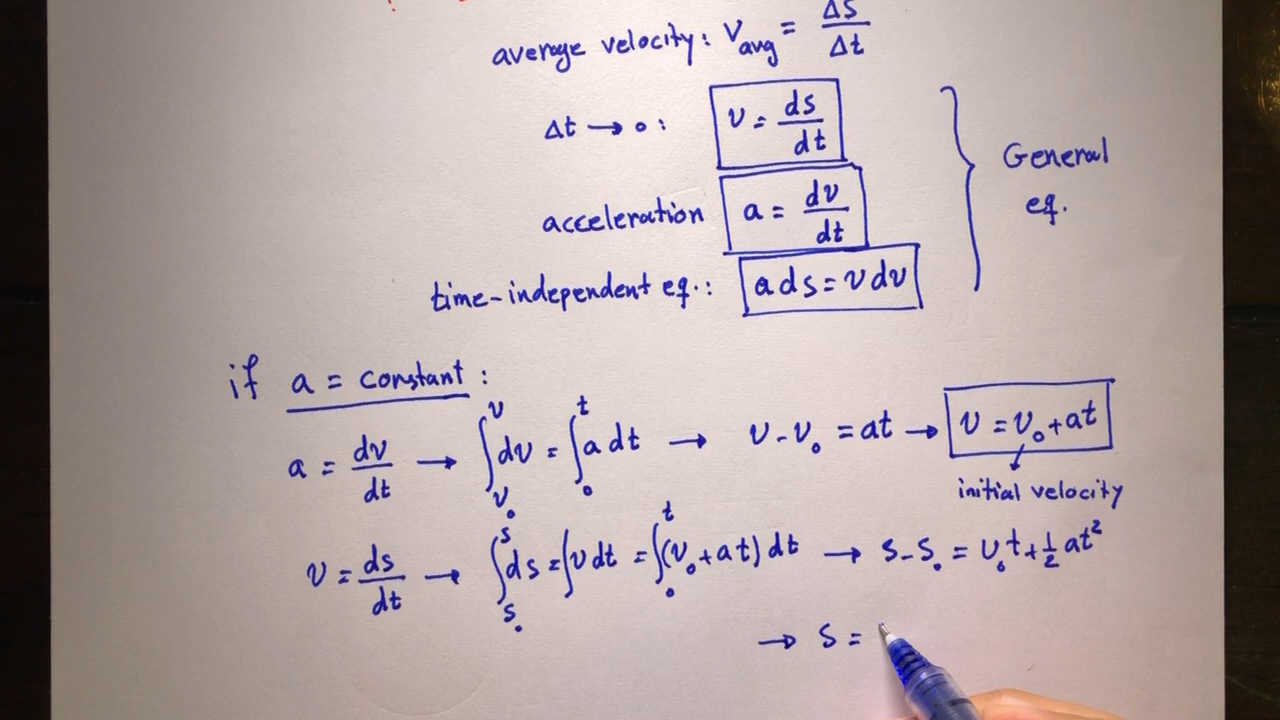 average velocity: v_avg = Δs/Δt
Δt → 0: v = ds/dt
General eq.
acceleration a = dv/dt
time-independent eq.: a ds = v dv
if a = constant:
a = dv/dt → ∫_{v₀}^{v} dv = ∫_0^t a dt → v - v₀ = at → v = v₀ + at
initial velocity
v = ds/dt → ∫_{s₀}^{s} ds = ∫ v dt = ∫_0^t (v₀ + at) dt → s - s₀ = v₀t + ½ at²
→ s =